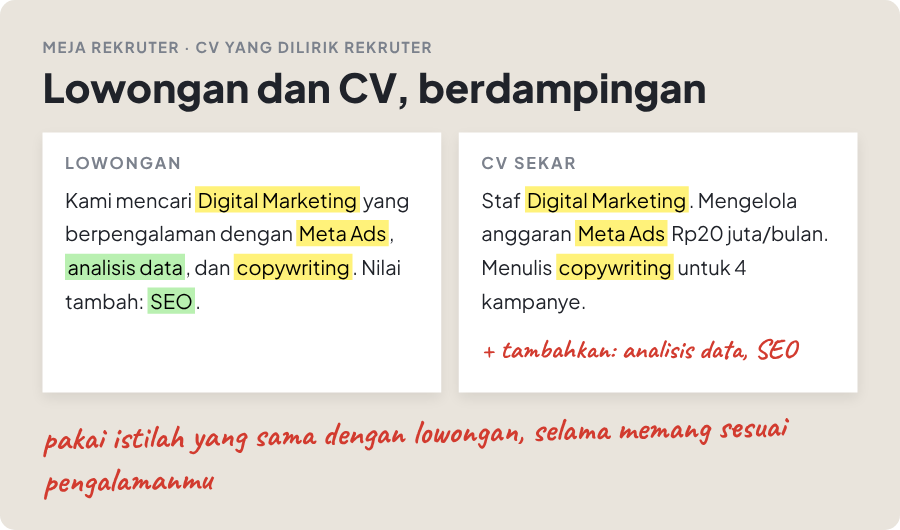 MEJA REKRUTER · CV YANG DILIRIK REKRUTER
Lowongan dan CV, berdampingan
LOWONGAN
Kami mencari Digital Marketing yang
berpengalaman dengan Meta Ads,
analisis data, dan copywriting. Nilai
tambah: SEO.
CV SEKAR
Staf Digital Marketing. Mengelola
anggaran Meta Ads Rp20 juta/bulan.
Menulis copywriting untuk 4
kampanye.
+ tambahkan: analisis data, SEO
pakai istilah yang sama dengan lowongan, selama memang sesuai
pengalamanmu